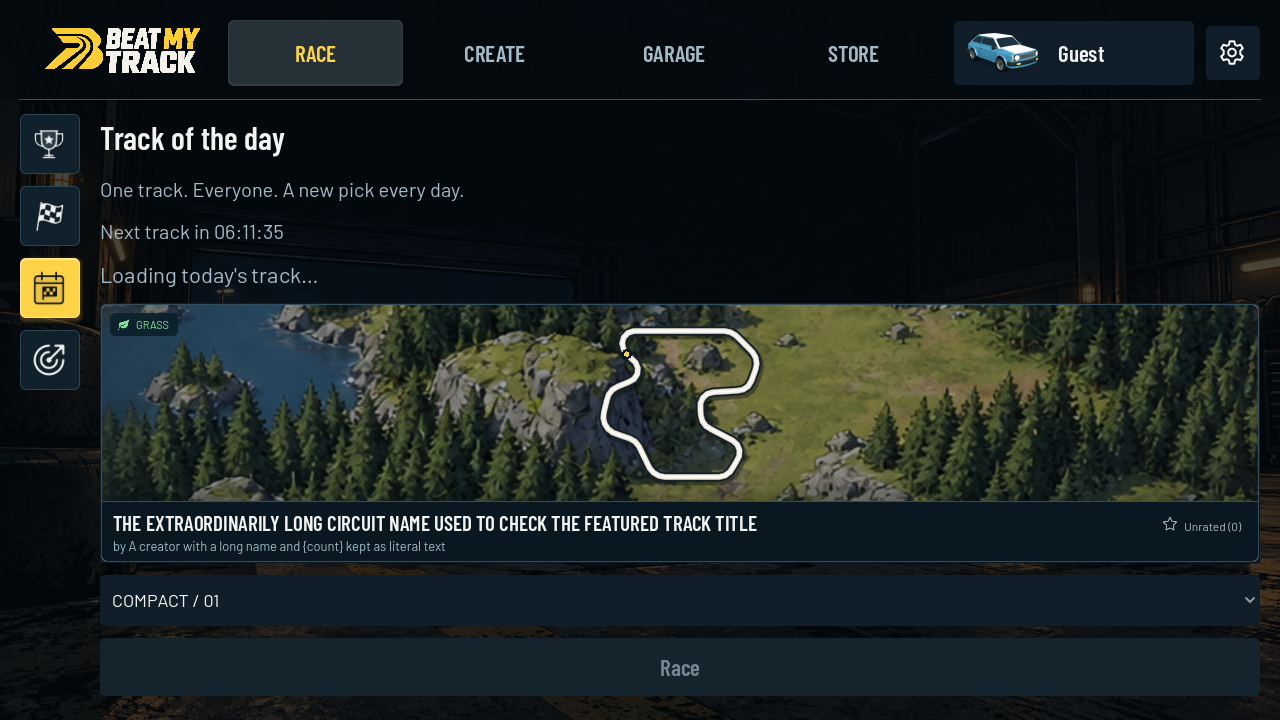 BEAT MY
TRACK
RACE
CREATE
GARAGE
STORE
Guest
Track of the day
One track. Everyone. A new pick every day.
Next track in 06:11:35
Loading today's track...
GRASS
THE EXTRAORDINARILY LONG CIRCUIT NAME USED TO CHECK THE FEATURED TRACK TITLE
Unrated (0)
by A creator with a long name and {count} kept as literal text
COMPACT / 01
Race